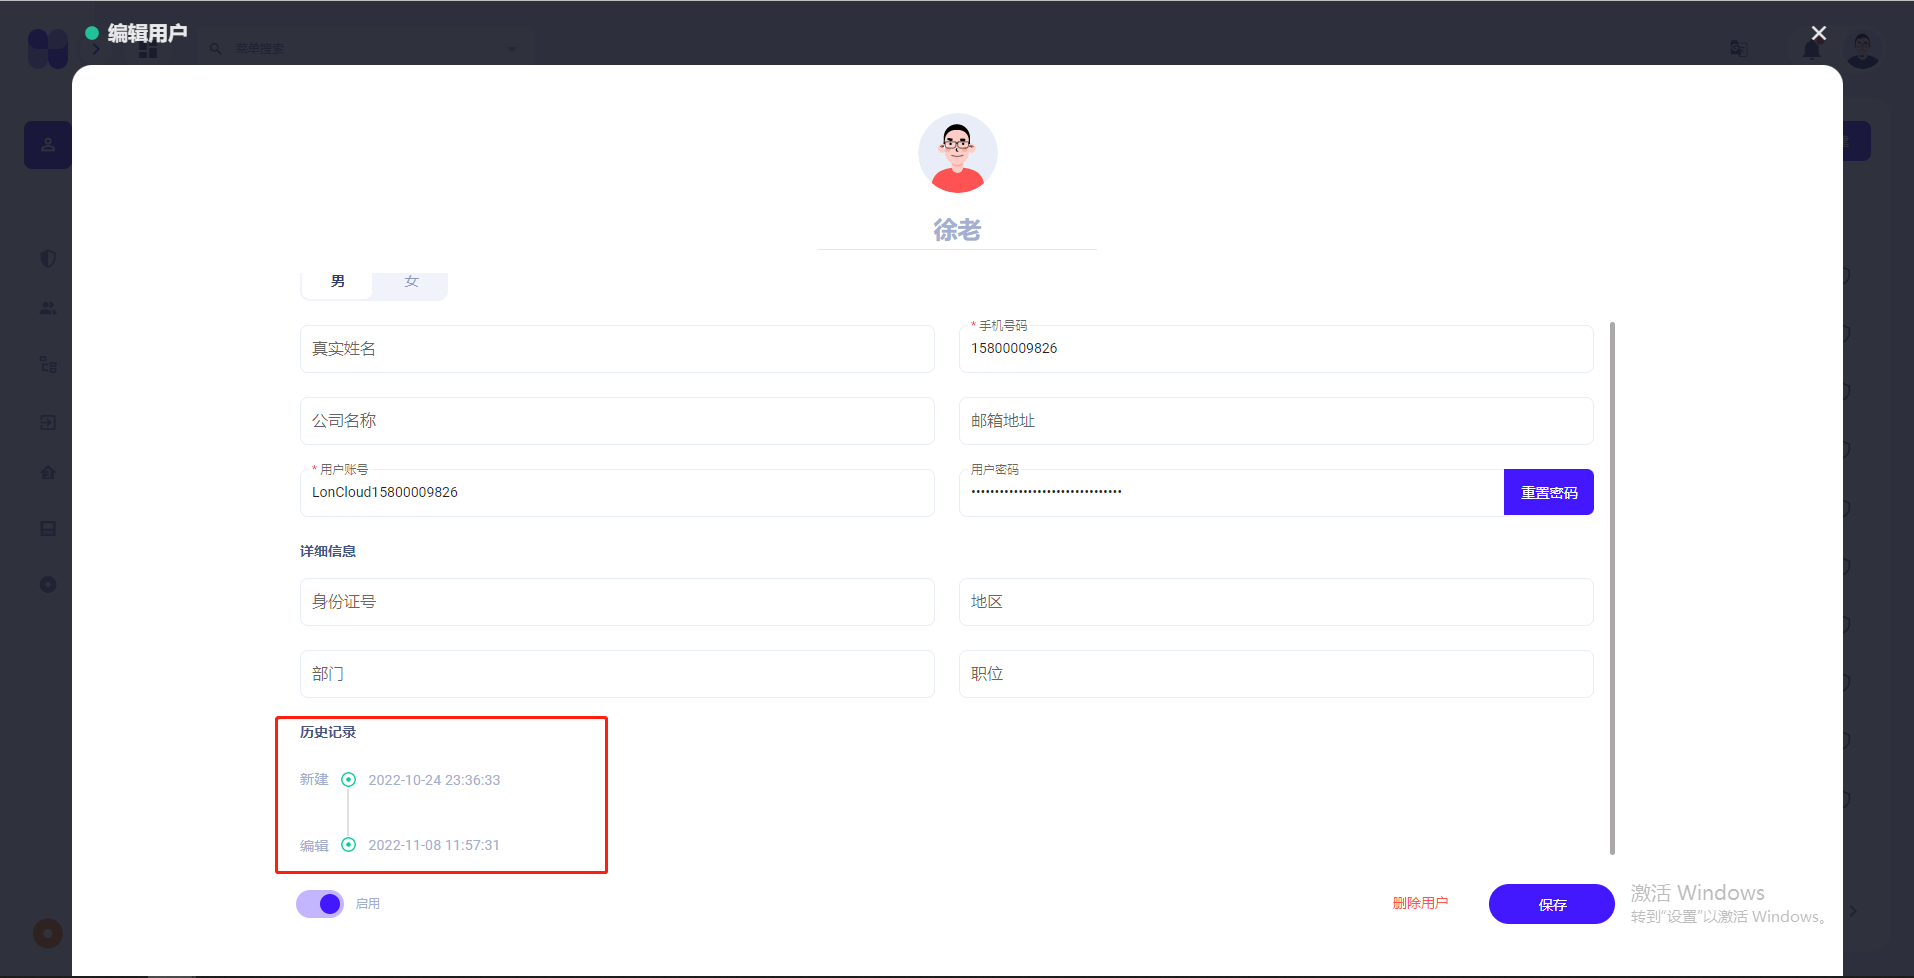 编辑用户
菜单搜索
徐老
男
女
真实姓名
* 手机号码
15800009826
公司名称
邮箱地址
* 用户账号
LonCloud15800009826
用户密码
•••••••••••••••••••••••••••••••• 重置密码
详细信息
身份证号
地区
部门
职位
历史记录
新建 2022-10-24 23:36:33
编辑 2022-11-08 11:57:31
启用
删除用户
保存
激活 Windows
转到“设置”以激活 Windows。